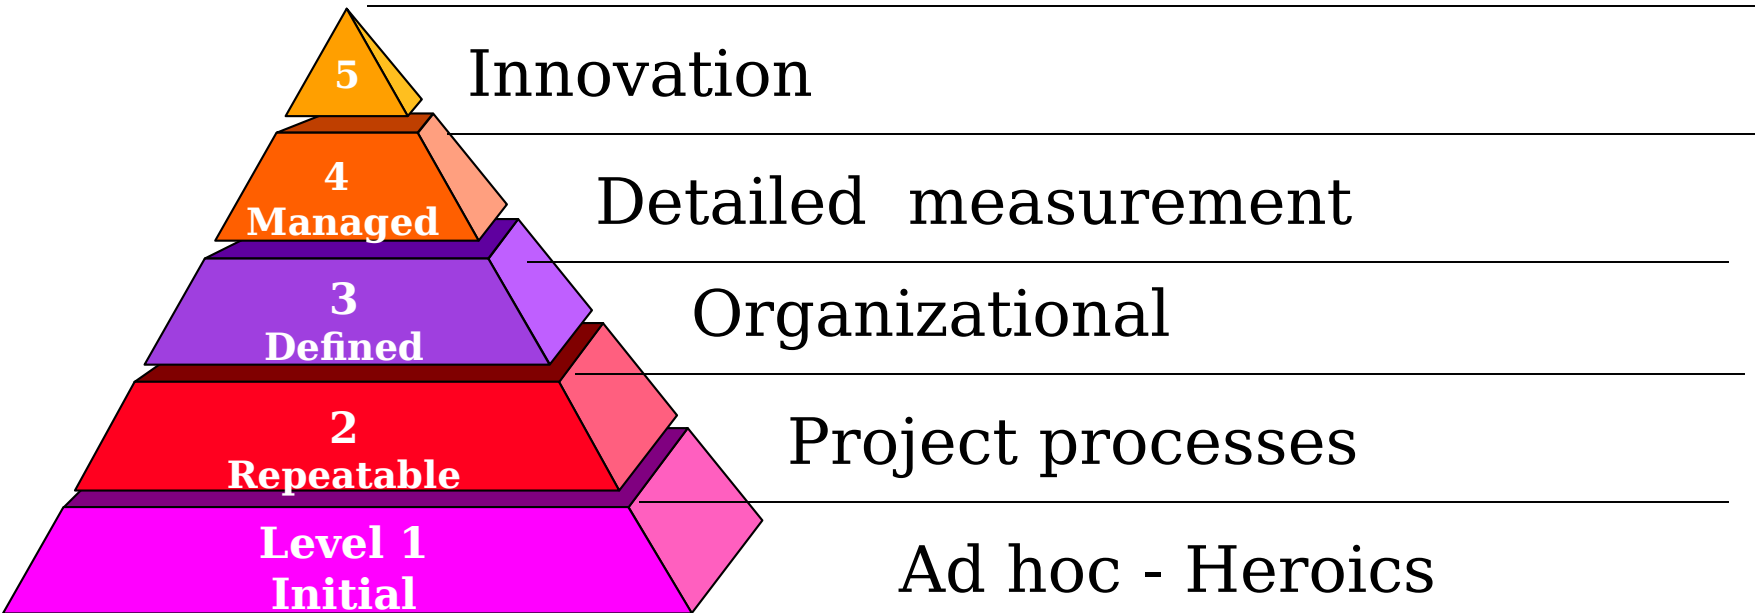 5
Innovation
4
Managed
Detailed  measurement
3
Defined
Organizational
2
Repeatable
Project processes
Level 1
Initial
Ad hoc - Heroics